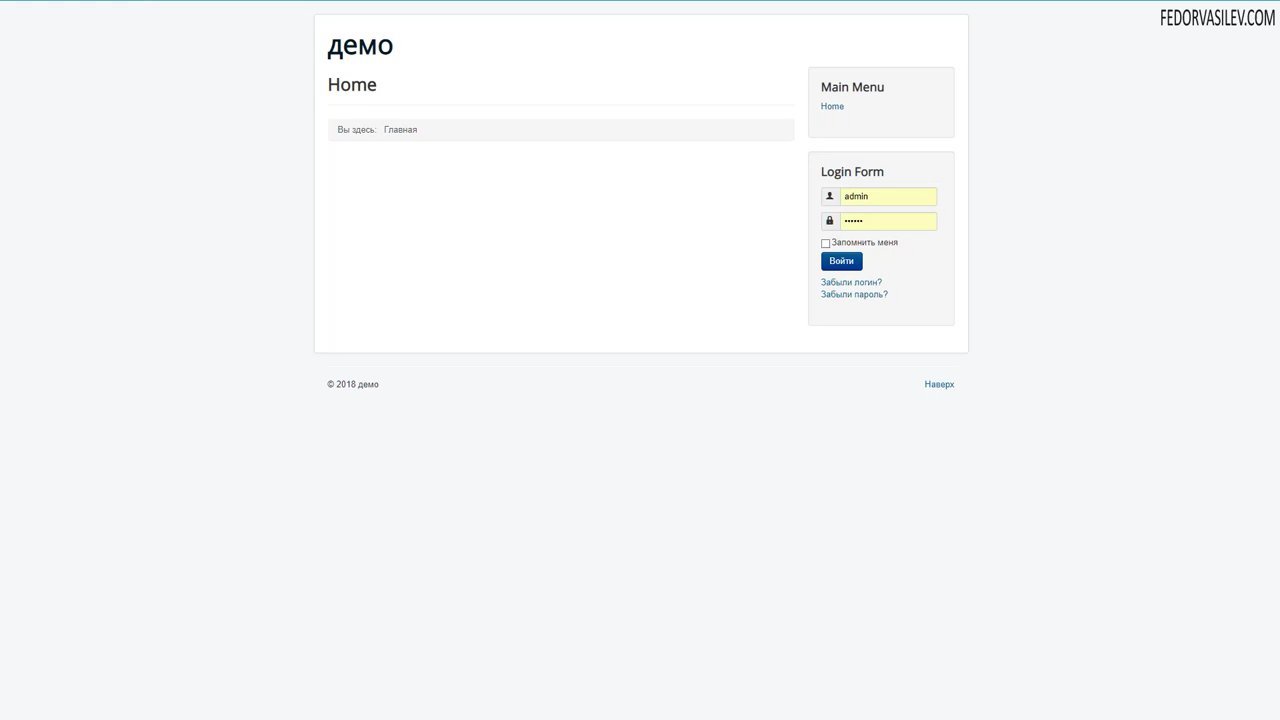 FEDORVASILEV.COM
демо
Home
Вы здесь: Главная
Main Menu
Home
Login Form
admin
••••••
Запомнить меня
Войти
Забыли логин?
Забыли пароль?
© 2018 демо
Наверх